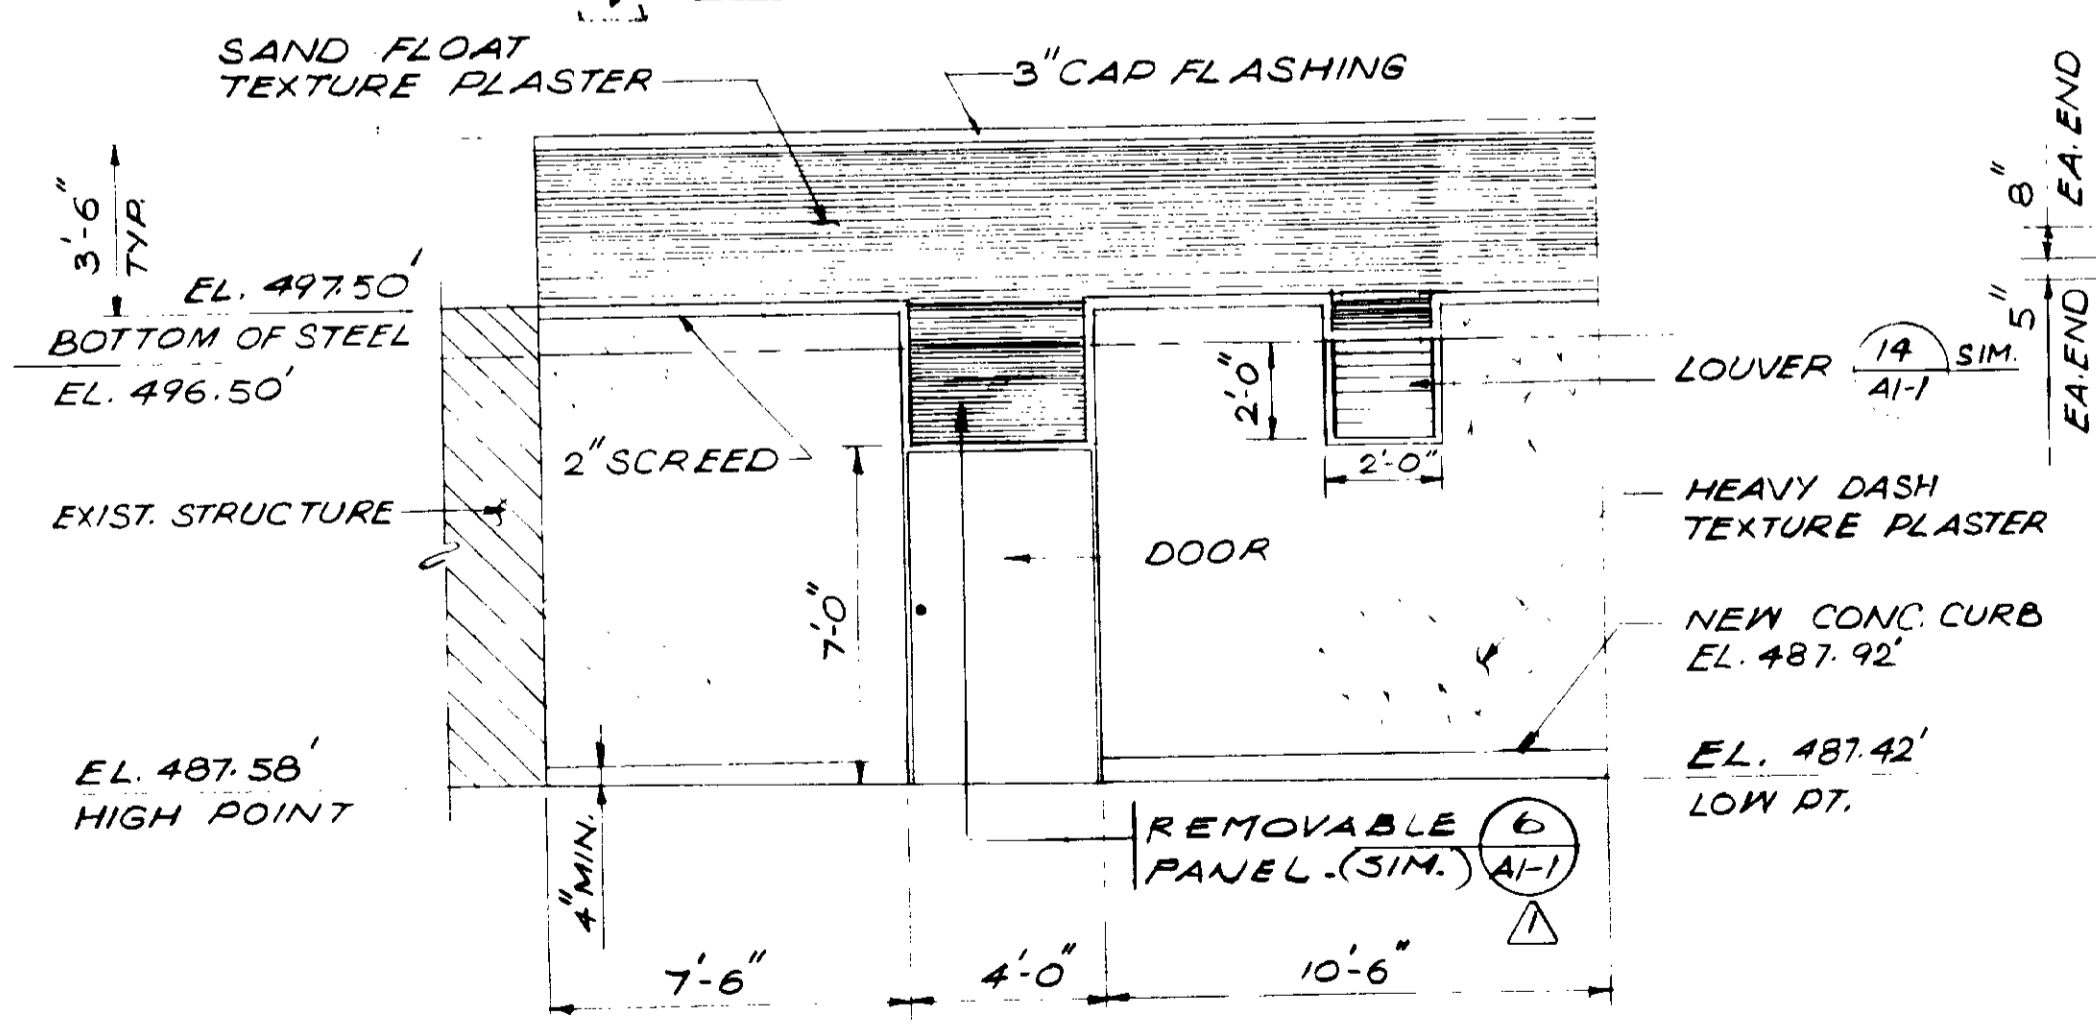 SAND FLOAT
TEXTURE PLASTER
3" CAP FLASHING
3'-6"
TYP.
EL. 497.50'
BOTTOM OF STEEL
EL. 496.50'
8"
EA. END
5"
EA. END
LOUVER 14 SIM.
A1-1
2'-0"
2'-0"
2" SCREED
EXIST. STRUCTURE
HEAVY DASH
TEXTURE PLASTER
DOOR
7'-0"
NEW CONC. CURB
EL. 487.92'
EL. 487.58'
HIGH POINT
EL. 487.42'
LOW PT.
4" MIN.
REMOVABLE 6
PANEL-(SIM.) A1-1
1
7'-6"
4'-0"
10'-6"